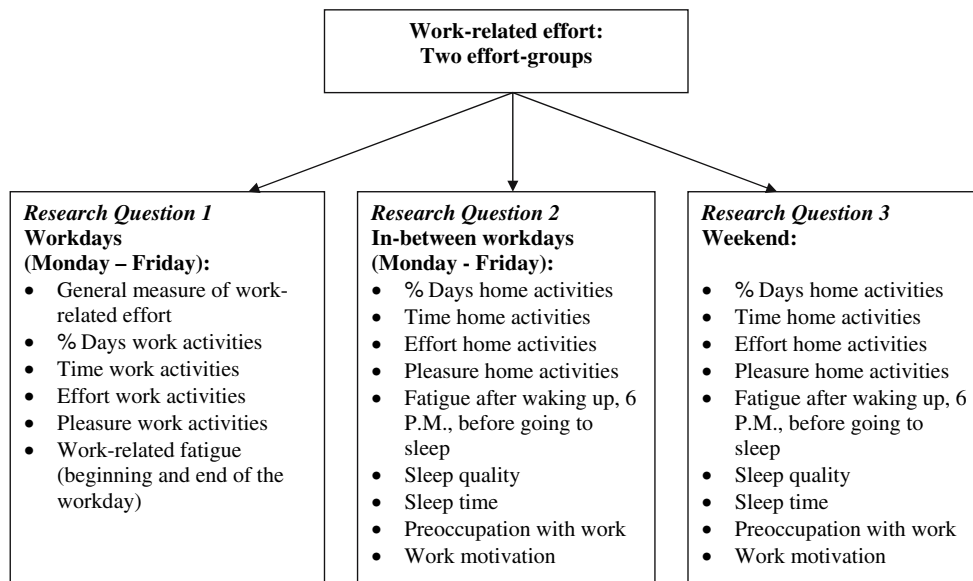 Work-related effort:
Two effort-groups
Research Question 1
Workdays
(Monday – Friday):
• General measure of work-
related effort
• % Days work activities
• Time work activities
• Effort work activities
• Pleasure work activities
• Work-related fatigue
(beginning and end of the
workday)
Research Question 2
In-between workdays
(Monday - Friday):
• % Days home activities
• Time home activities
• Effort home activities
• Pleasure home activities
• Fatigue after waking up, 6
P.M., before going to
sleep
• Sleep quality
• Sleep time
• Preoccupation with work
• Work motivation
Research Question 3
Weekend:
• % Days home activities
• Time home activities
• Effort home activities
• Pleasure home activities
• Fatigue after waking up, 6
P.M., before going to
sleep
• Sleep quality
• Sleep time
• Preoccupation with work
• Work motivation